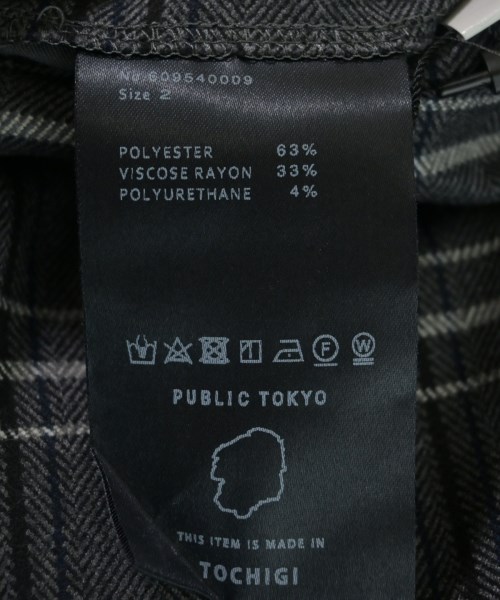 No.609540009
Size 2
POLYESTER 63%
VISCOSE RAYON 33%
POLYURETHANE 4%
F W
PUBLIC TOKYO
THIS ITEM IS MADE IN
TOCHIGI